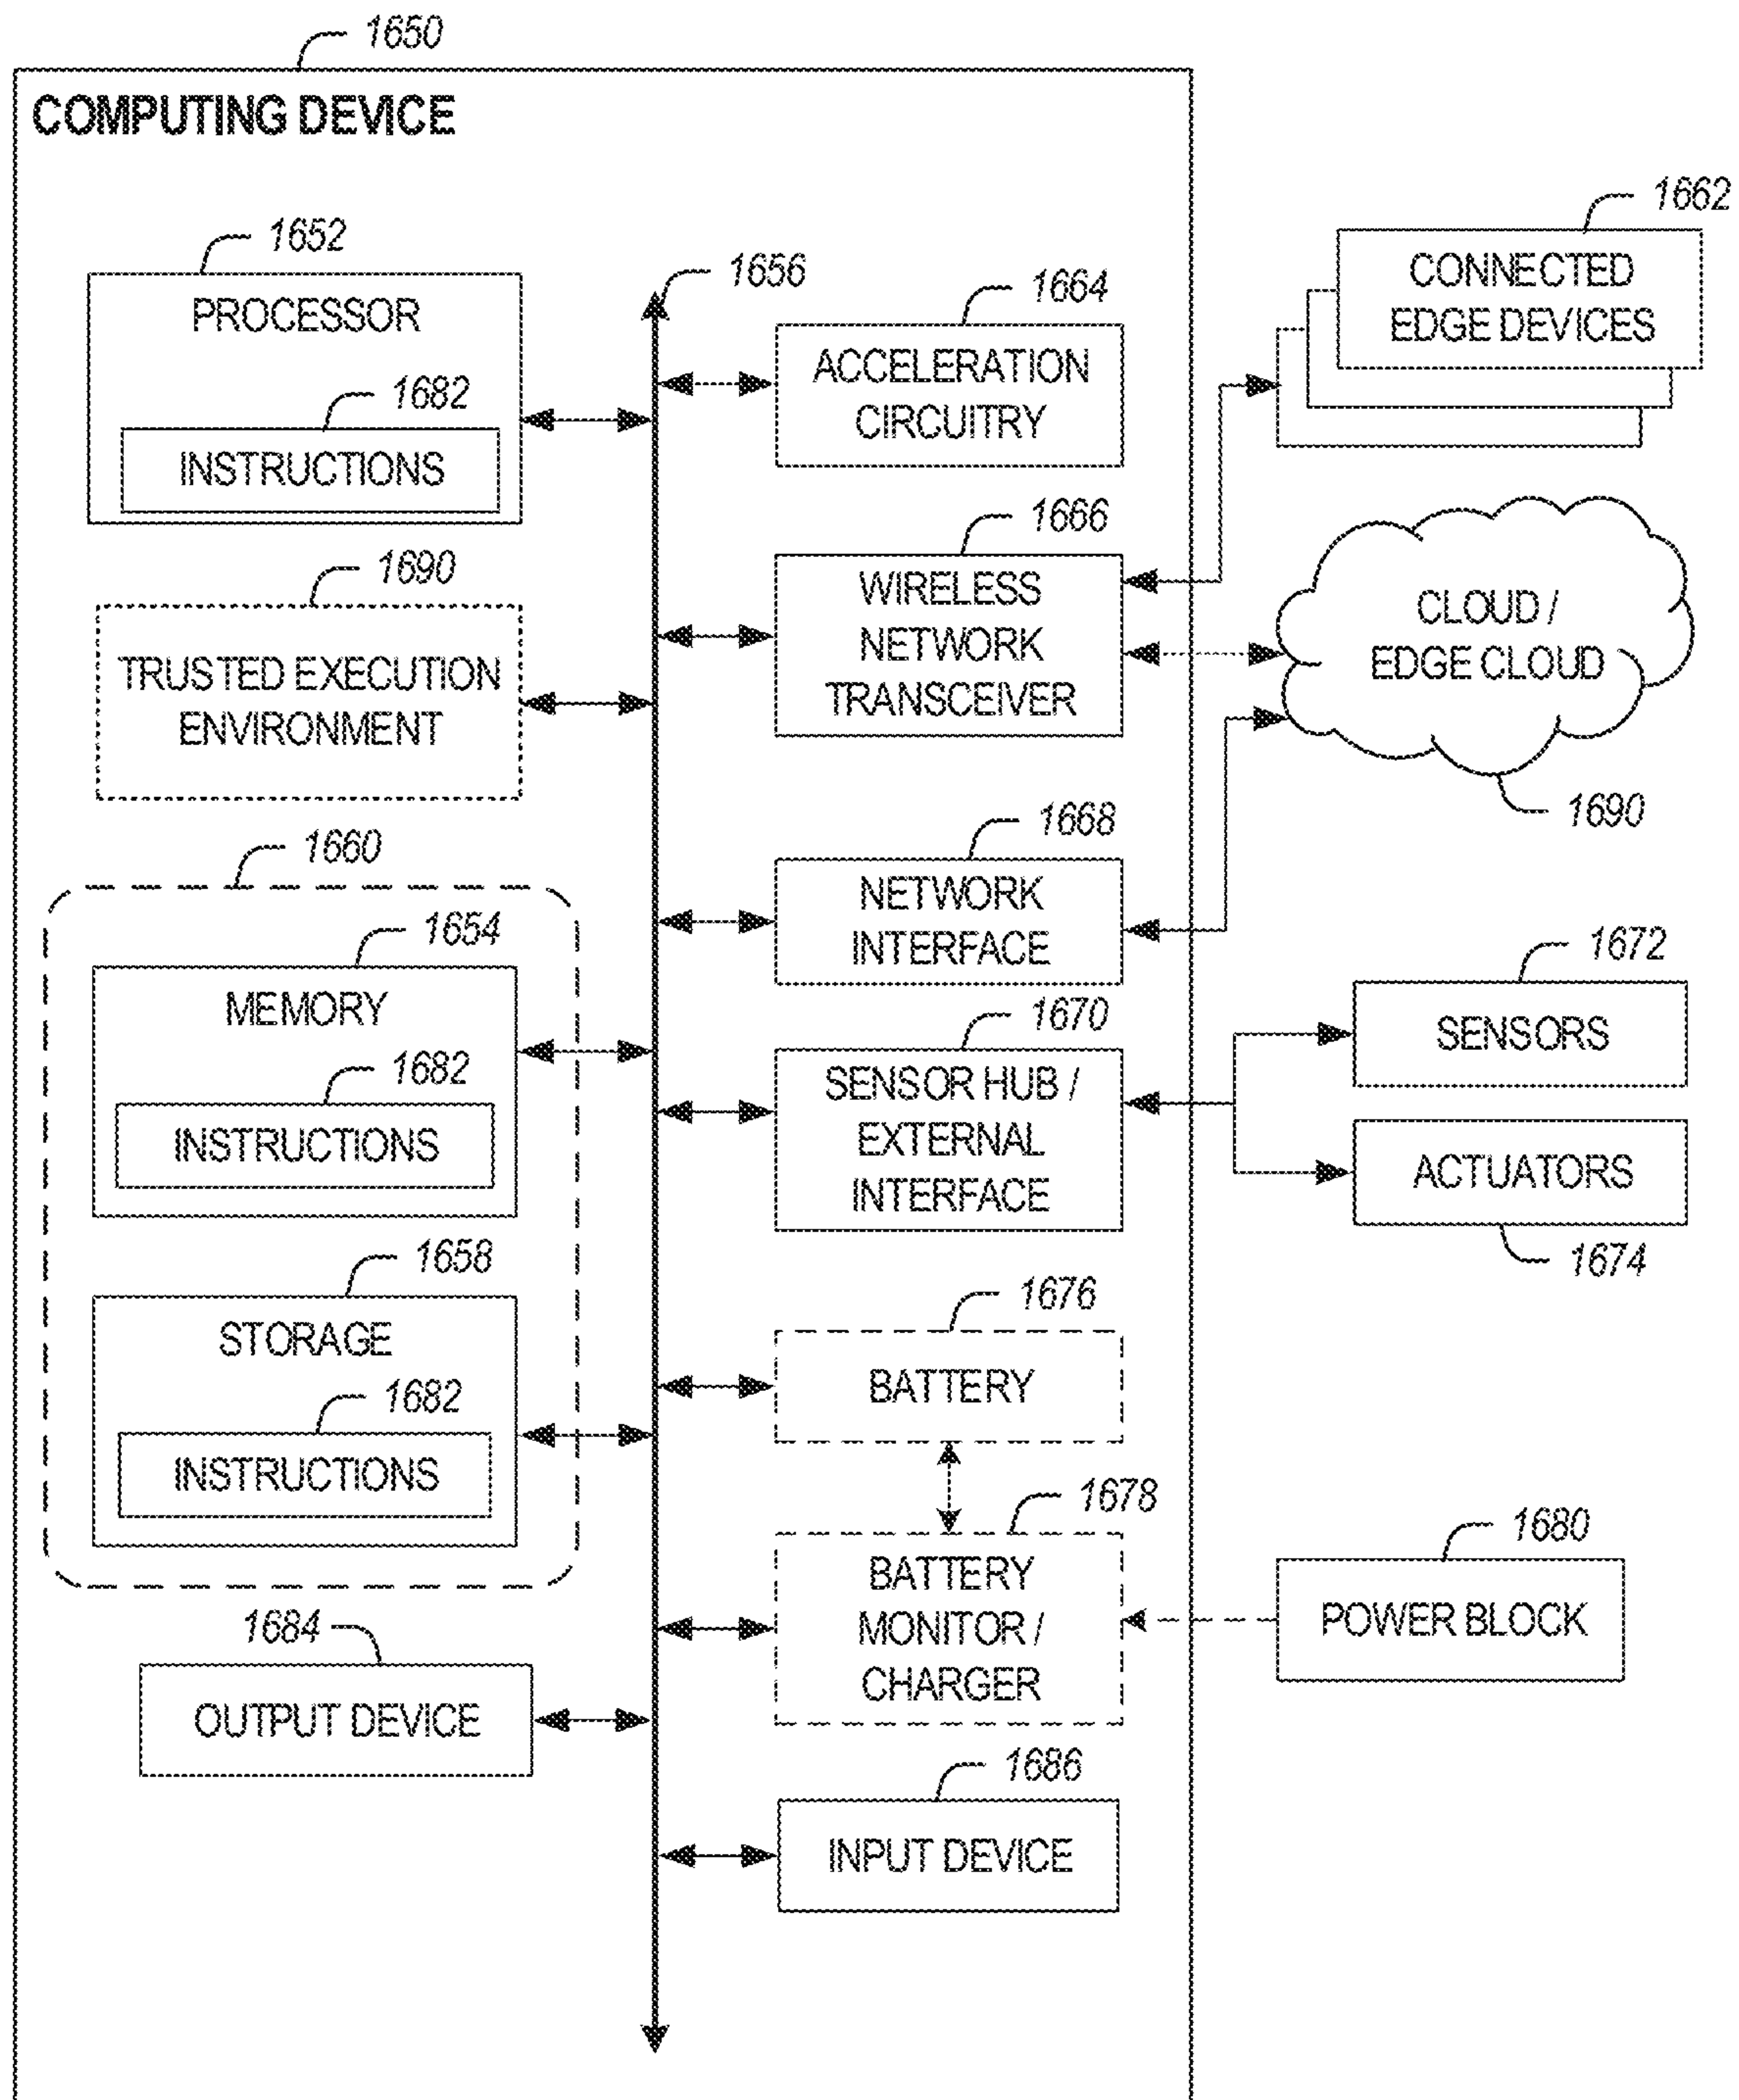 1650
COMPUTING DEVICE
1652
PROCESSOR
1682
INSTRUCTIONS
1690
TRUSTED EXECUTION
ENVIRONMENT
1660
1654
MEMORY
1682
INSTRUCTIONS
1658
STORAGE
1682
INSTRUCTIONS
1684
OUTPUT DEVICE
1656
1664
ACCELERATION
CIRCUITRY
1666
WIRELESS
NETWORK
TRANSCEIVER
1668
NETWORK
INTERFACE
1670
SENSOR HUB /
EXTERNAL
INTERFACE
1676
BATTERY
1678
BATTERY
MONITOR /
CHARGER
1686
INPUT DEVICE
1662
CONNECTED
EDGE DEVICES
CLOUD /
EDGE CLOUD
1690
1672
SENSORS
ACTUATORS
1674
1680
POWER BLOCK